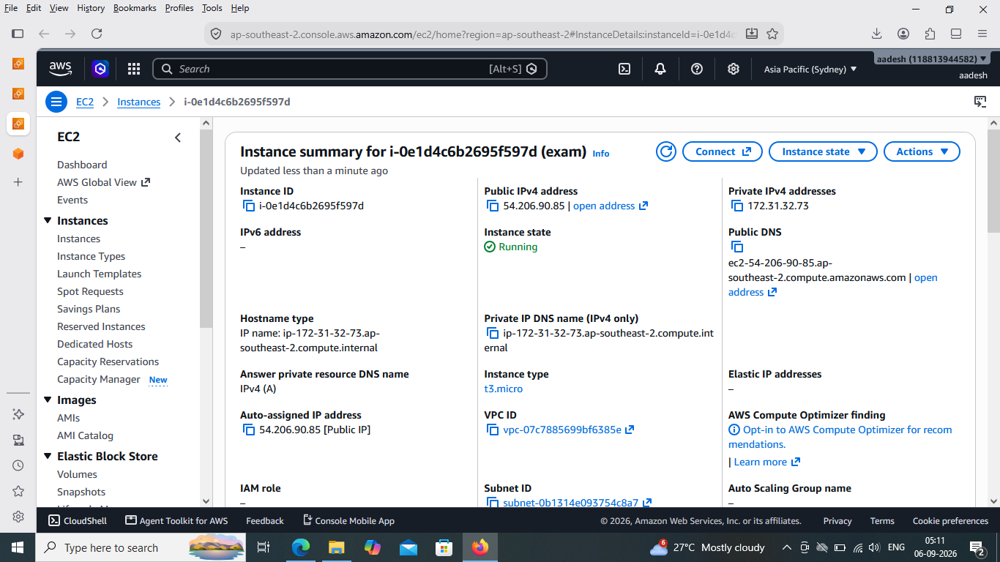 File Edit View History Bookmarks Profiles Tools Help
ap-southeast-2.console.aws.amazon.com/ec2/home?region=ap-southeast-2#InstanceDetails:instanceId=i-0e1d4c
aws
Search [Alt+S]
Asia Pacific (Sydney)
aadesh (118813944582)
aadesh
EC2 Instances i-0e1d4c6b2695f597d
EC2
Dashboard
AWS Global View
Events
Instances
Instances
Instance Types
Launch Templates
Spot Requests
Savings Plans
Reserved Instances
Dedicated Hosts
Capacity Reservations
Capacity Manager New
Images
AMIs
AMI Catalog
Elastic Block Store
Volumes
Snapshots
Instance summary for i-0e1d4c6b2695f597d (exam) Info
Connect Instance state Actions
Updated less than a minute ago
Instance ID
i-0e1d4c6b2695f597d
Public IPv4 address
54.206.90.85 | open address
Private IPv4 addresses
172.31.32.73
IPv6 address
–
Instance state
Running
Public DNS
ec2-54-206-90-85.ap-
southeast-2.compute.amazonaws.com | open
address
Hostname type
IP name: ip-172-31-32-73.ap-
southeast-2.compute.internal
Private IP DNS name (IPv4 only)
ip-172-31-32-73.ap-southeast-2.compute.int
ernal
Answer private resource DNS name
IPv4 (A)
Instance type
t3.micro
Elastic IP addresses
–
Auto-assigned IP address
54.206.90.85 [Public IP]
VPC ID
vpc-07c7885699bf6385e
AWS Compute Optimizer finding
Opt-in to AWS Compute Optimizer for recom
mendations.
| Learn more
IAM role
–
Subnet ID
subnet-0b1314e093754c8a7
Auto Scaling Group name
–
CloudShell Agent Toolkit for AWS Feedback Console Mobile App
© 2026, Amazon Web Services, Inc. or its affiliates. Privacy Terms Cookie preferences
Type here to search
6
27°C Mostly cloudy
ENG
05:11
06-09-2026
2